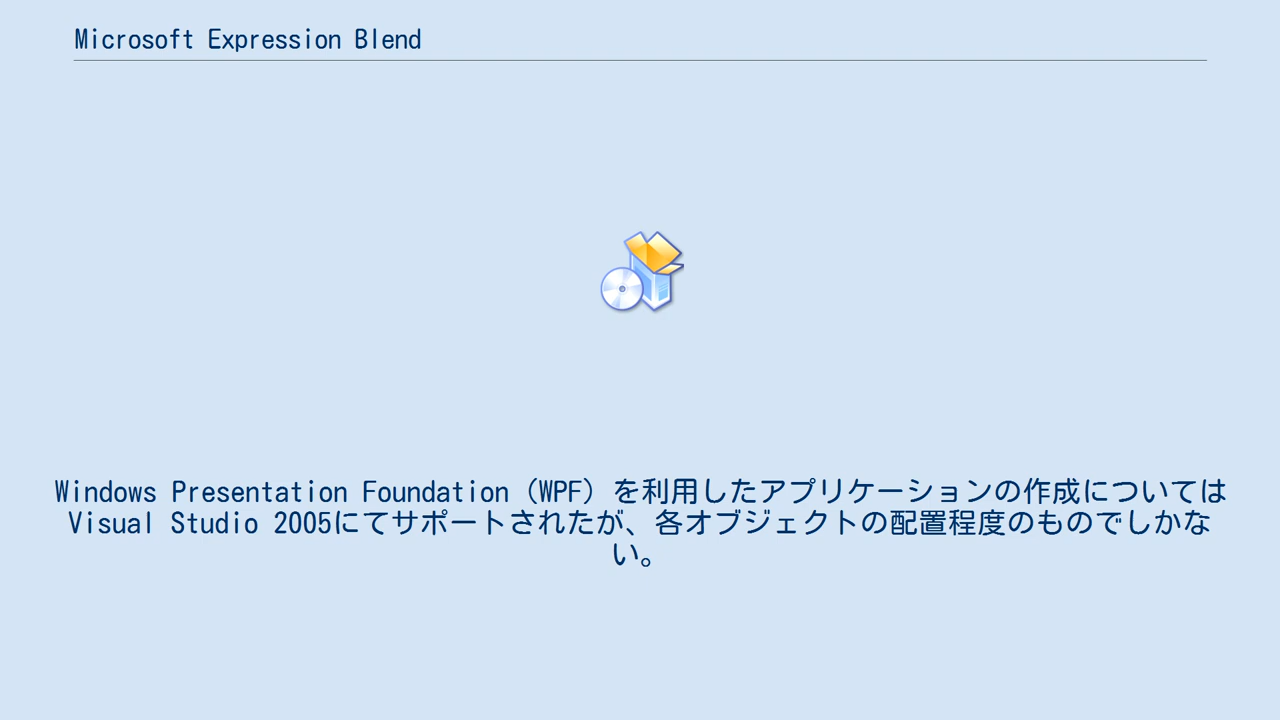 Microsoft Expression Blend
Windows Presentation Foundation（WPF）を利用したアプリケーションの作成については
Visual Studio 2005にてサポートされたが、各オブジェクトの配置程度のものでしかな
い。